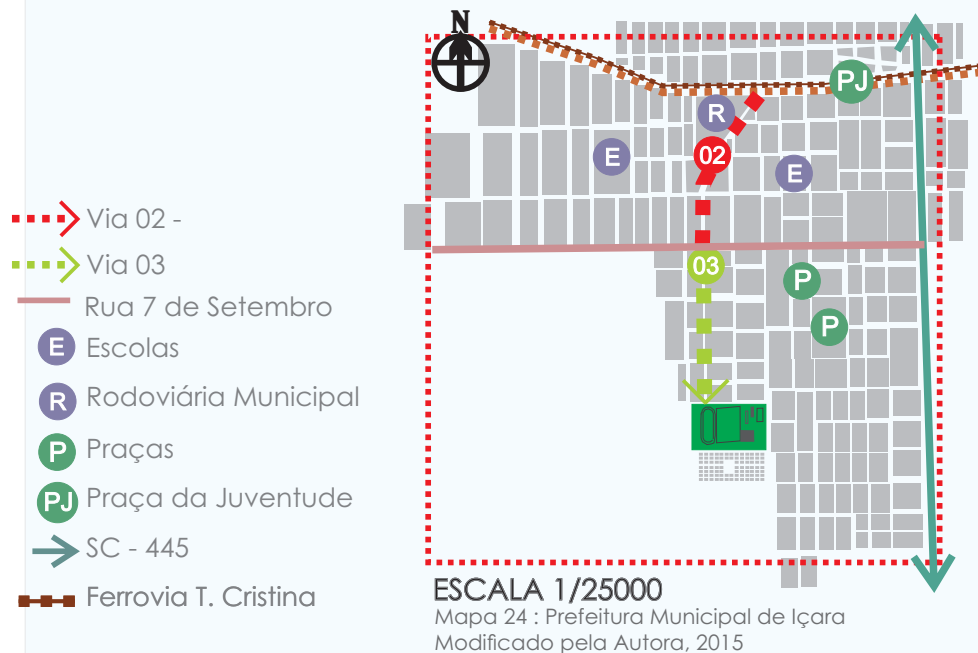 N
PJ
R
02
E
E
03
P
P
Via 02 -
Via 03
Rua 7 de Setembro
E Escolas
R Rodoviária Municipal
P Praças
PJ Praça da Juventude
SC - 445
Ferrovia T. Cristina
ESCALA 1/25000
Mapa 24 : Prefeitura Municipal de Içara
Modificado pela Autora, 2015